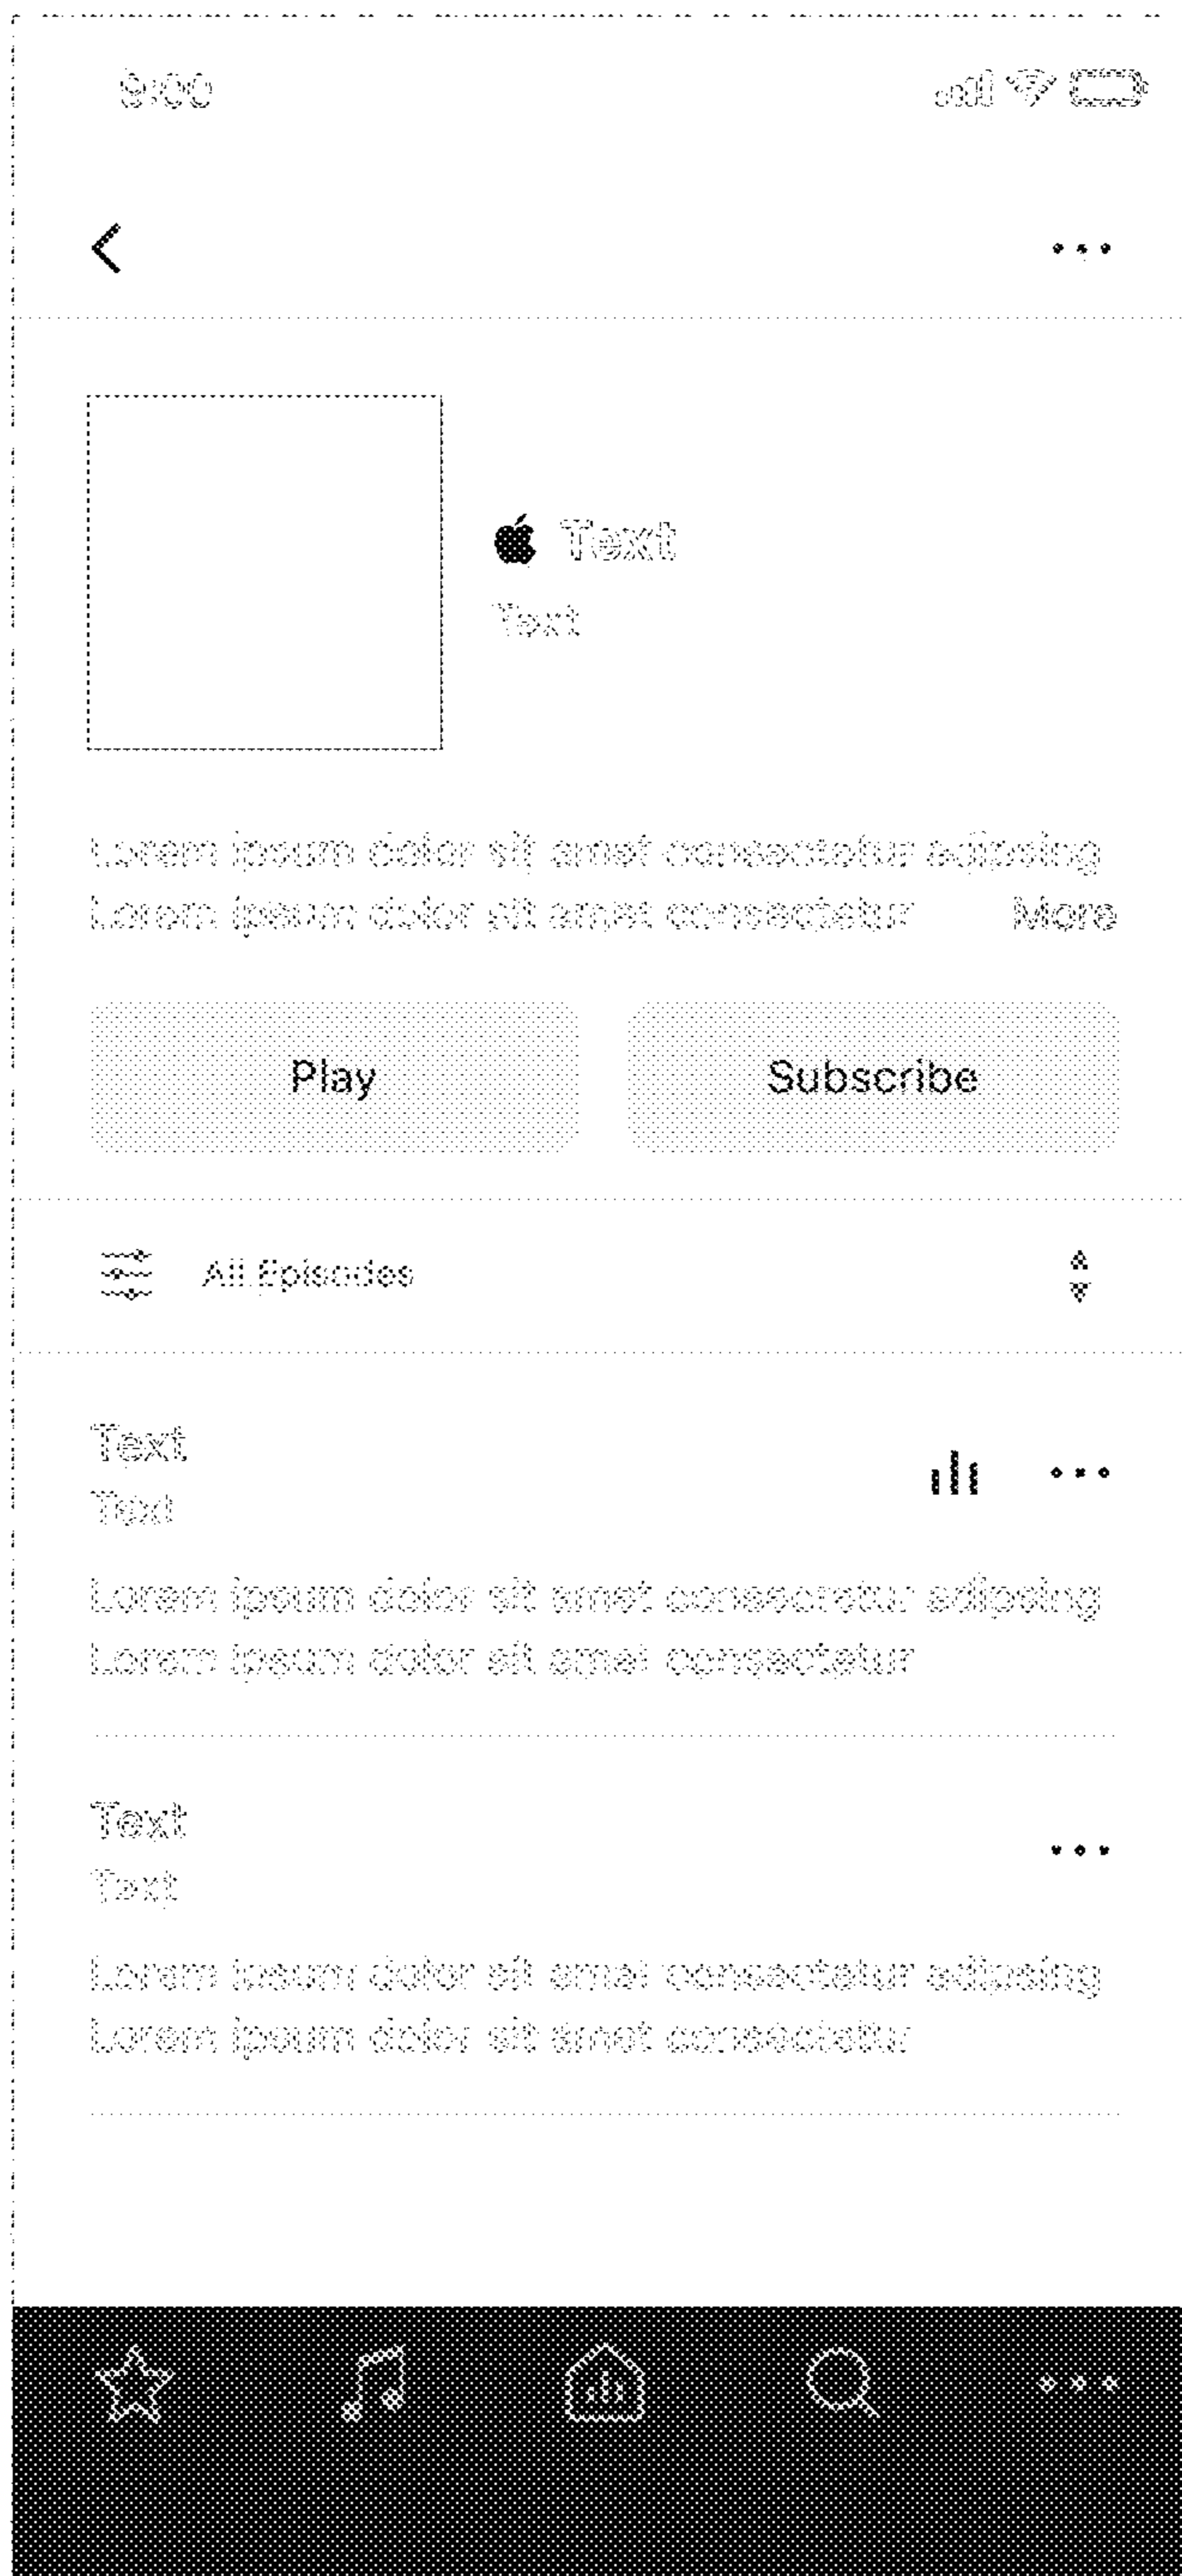 9:00
Text
Text
Lorem ipsum dolor sit amet consectetur adipsing
Lorem ipsum dolor sit amet consectetur More
Play Subscribe
All Episodes
Text
Text
Lorem ipsum dolor sit amet consecretur adipsing
Lorem ipsum dolor sit amet consectetur
Text
Text
Lorem ipsum dolor sit amet consectetur adipsing
Lorem ipsum dolor sit amet consectetur